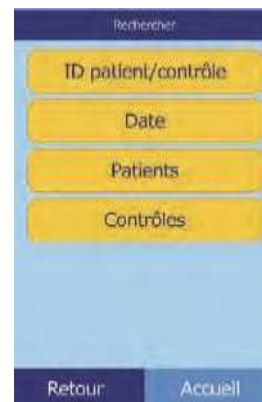 Rechercher
ID patient/contrôle
Date
Patients
Contrôles
Retour
Accueil